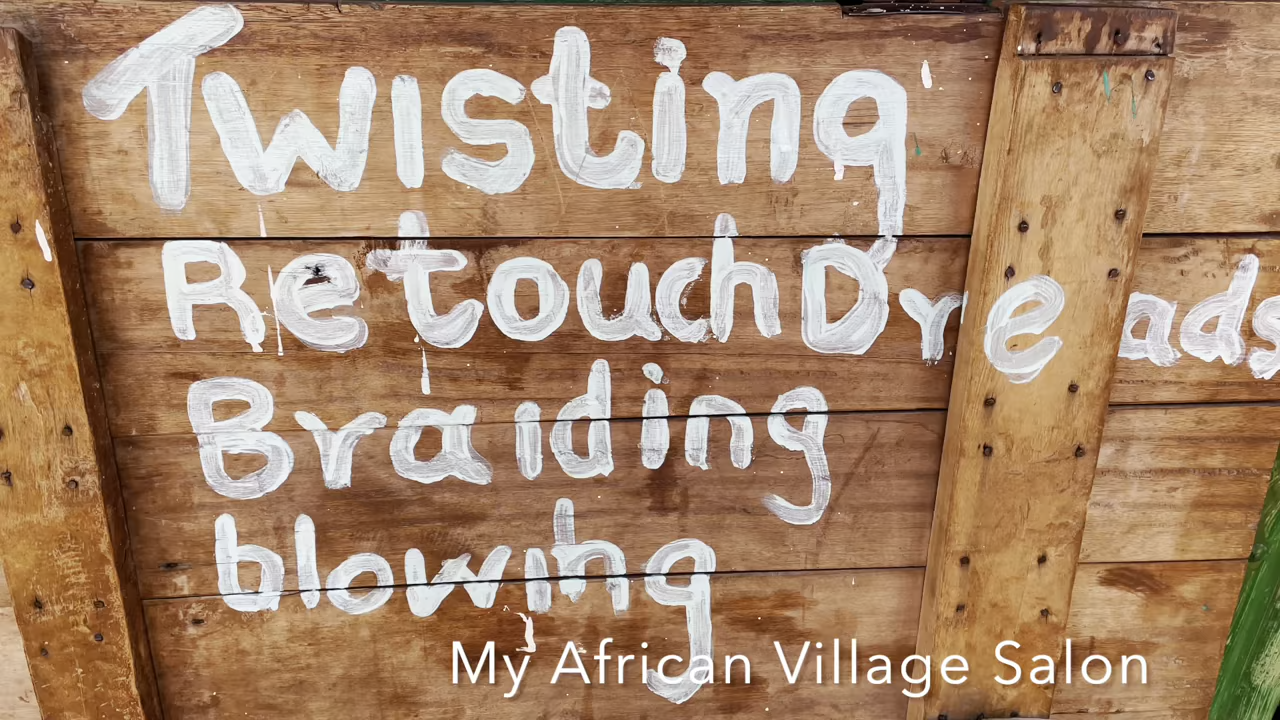 Twisting
Retouch Dreads
Braiding
blowing
My African Village Salon